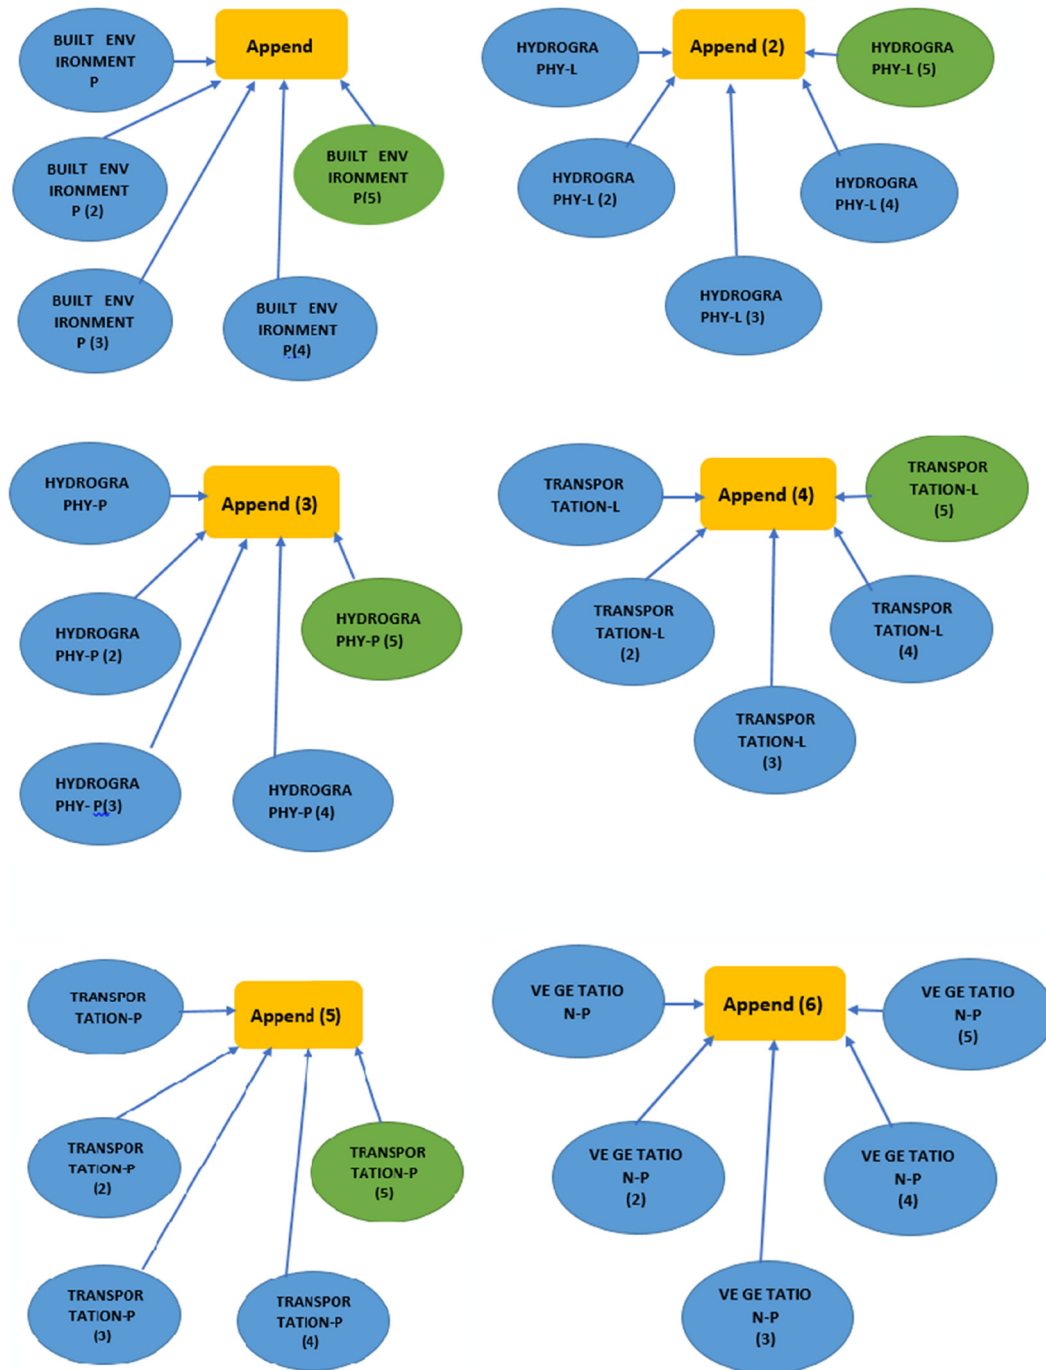 BUILT ENV
IRONMENT
P
Append
BUILT ENV
IRONMENT
P (2)
BUILT ENV
IRONMENT
P(5)
BUILT ENV
IRONMENT
P (3)
BUILT ENV
IRONMENT
P(4)
HYDROGRA
PHY-L
Append (2)
HYDROGRA
PHY-L (5)
HYDROGRA
PHY-L (2)
HYDROGRA
PHY-L (4)
HYDROGRA
PHY-L (3)
HYDROGRA
PHY-P
Append (3)
HYDROGRA
PHY-P (2)
HYDROGRA
PHY-P (5)
HYDROGRA
PHY- P(3)
HYDROGRA
PHY-P (4)
TRANSPOR
TATION-L
Append (4)
TRANSPOR
TATION-L
(5)
TRANSPOR
TATION-L
(2)
TRANSPOR
TATION-L
(4)
TRANSPOR
TATION-L
(3)
TRANSPOR
TATION-P
Append (5)
TRANSPOR
TATION-P
(2)
TRANSPOR
TATION-P
(5)
TRANSPOR
TATION-P
(3)
TRANSPOR
TATION-P
(4)
VE GE TATIO
N-P
Append (6)
VE GE TATIO
N-P
(5)
VE GE TATIO
N-P
(2)
VE GE TATIO
N-P
(4)
VE GE TATIO
N-P
(3)